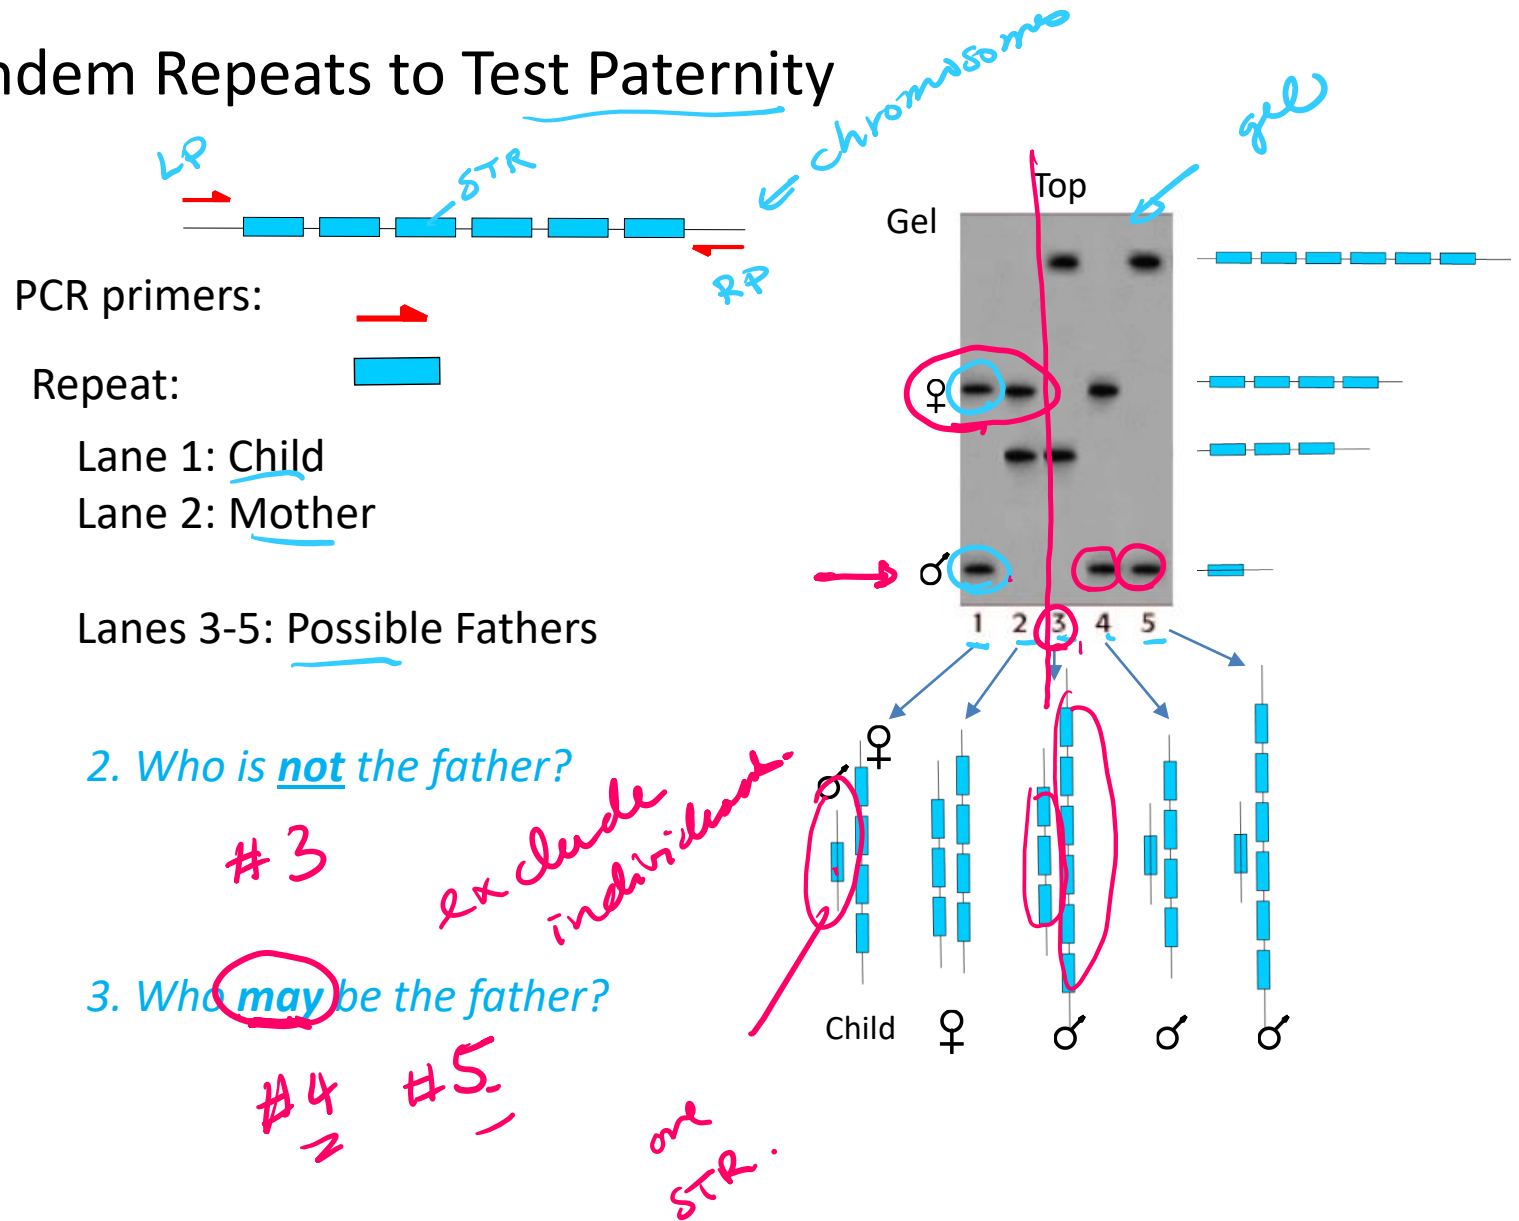 ndem Repeats to Test Paternity
chromosome
gel
LP
STR
RP
Top
Gel
PCR primers:
Repeat:
♀
Lane 1: Child
Lane 2: Mother
♂
Lanes 3-5: Possible Fathers
1 2 3 4 5
2. Who is not the father?
#3
exclude
individual.
♂ ♀
3. Who may be the father?
#4 #5
Child ♀ ♂ ♂ ♂
one
STR.